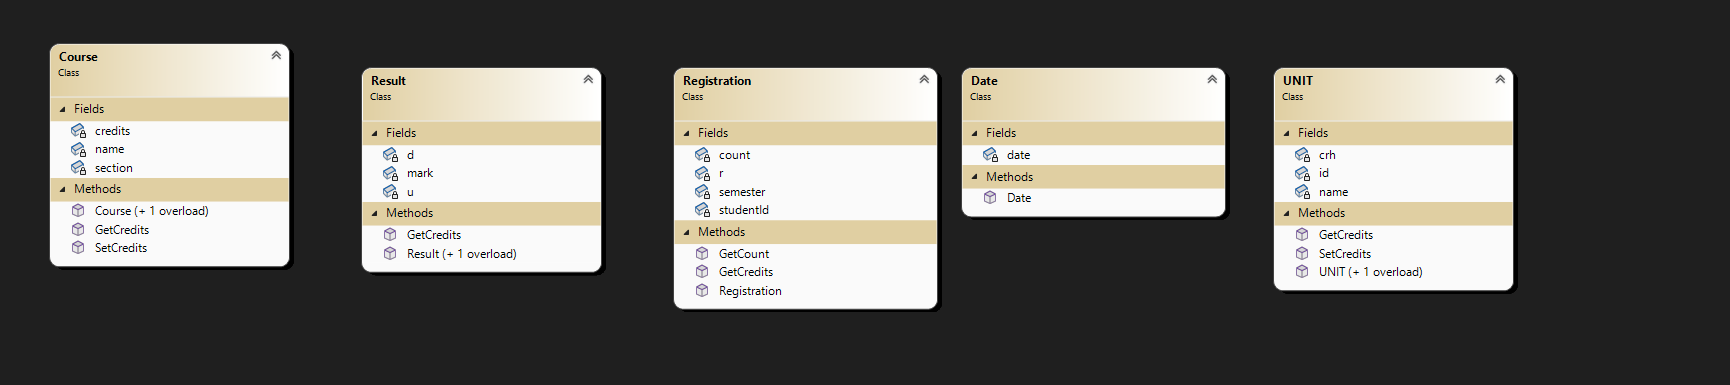 Course
Class
Fields
credits
name
section
Methods
Course (+ 1 overload)
GetCredits
SetCredits
Result
Class
Fields
d
mark
u
Methods
GetCredits
Result (+ 1 overload)
Registration
Class
Fields
count
r
semester
studentId
Methods
GetCount
GetCredits
Registration
Date
Class
Fields
date
Methods
Date
UNIT
Class
Fields
crh
id
name
Methods
GetCredits
SetCredits
UNIT (+ 1 overload)